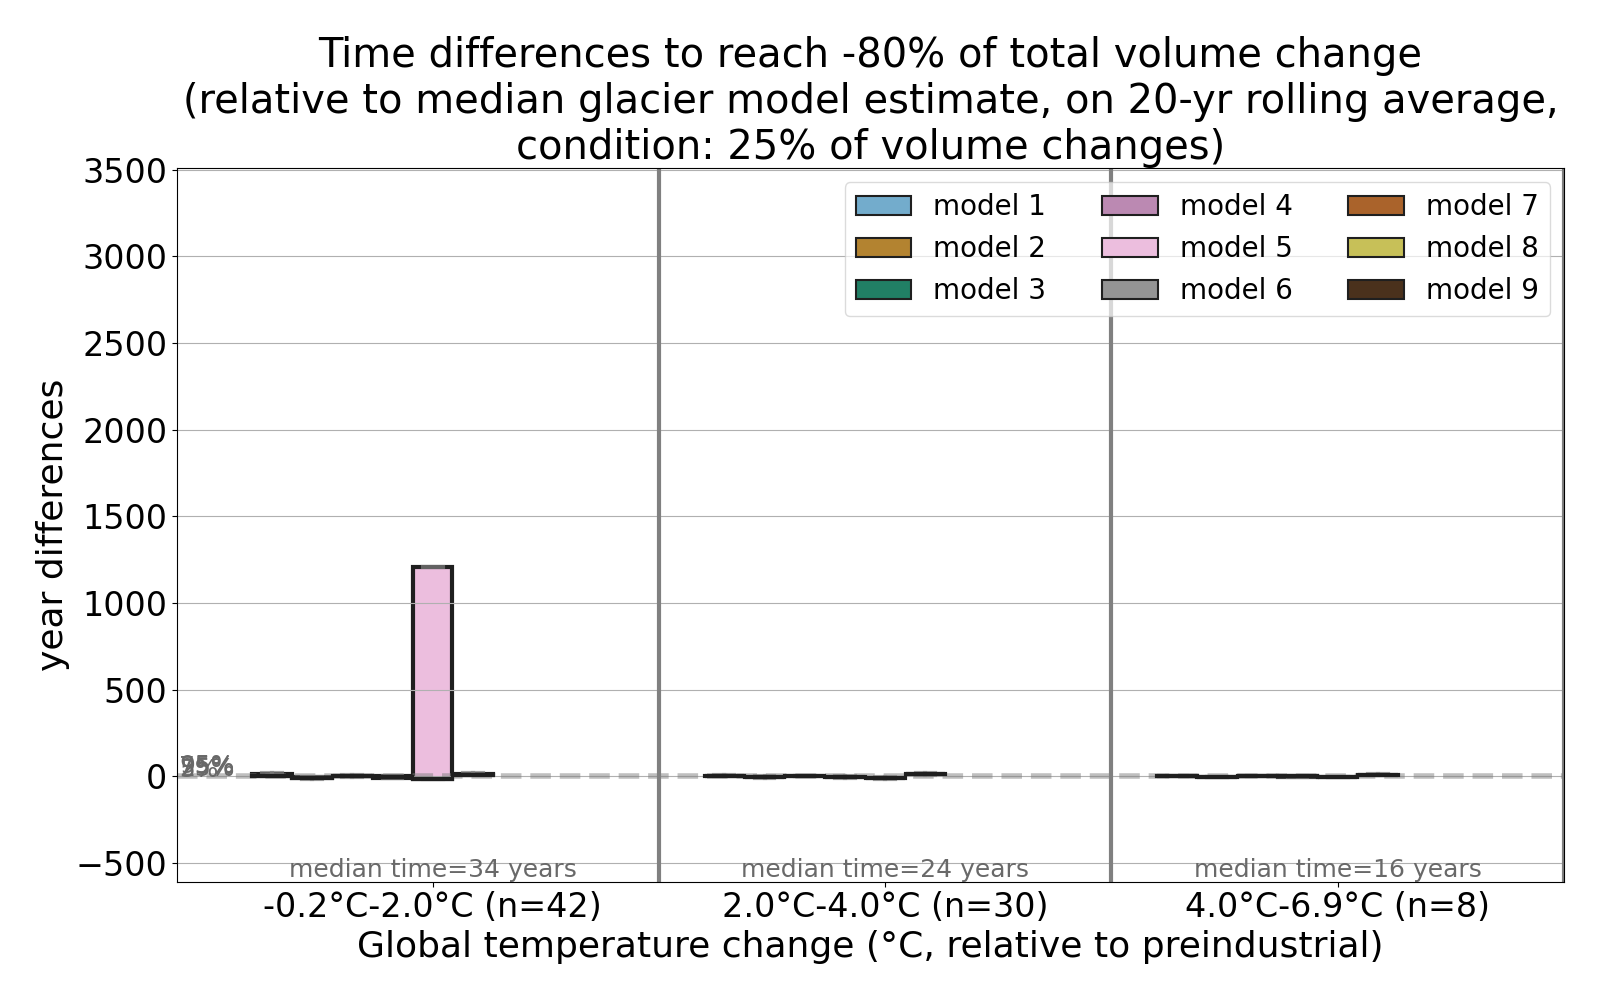 Time differences to reach -80% of total volume change
(relative to median glacier model estimate, on 20-yr rolling average,
condition: 25% of volume changes)
3500
3000
2500
2000
1500
1000
500
0
−500
year differences
model 1
model 4
model 7
model 2
model 5
model 8
model 3
model 6
model 9
median time=34 years
median time=24 years
median time=16 years
-0.2°C-2.0°C (n=42)
2.0°C-4.0°C (n=30)
4.0°C-6.9°C (n=8)
Global temperature change (°C, relative to preindustrial)